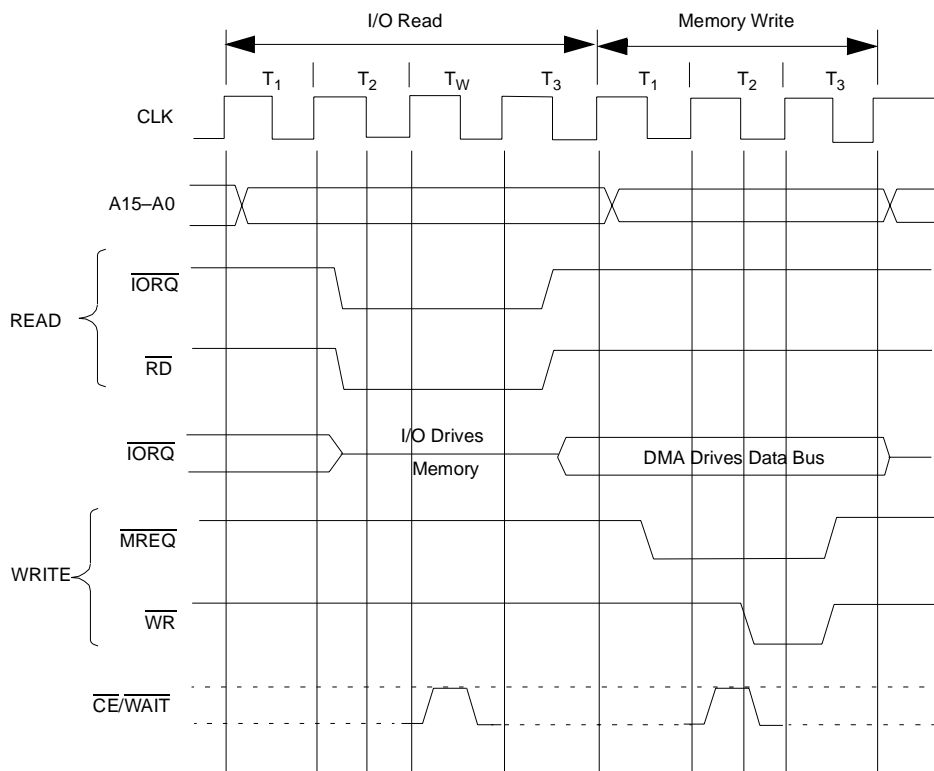 I/O Read Memory Write
T1 T2 TW T3 T1 T2 T3
CLK
A15–A0
IORQ
READ
RD
IORQ I/O Drives Memory DMA Drives Data Bus
MREQ
WRITE
WR
CE/WAIT